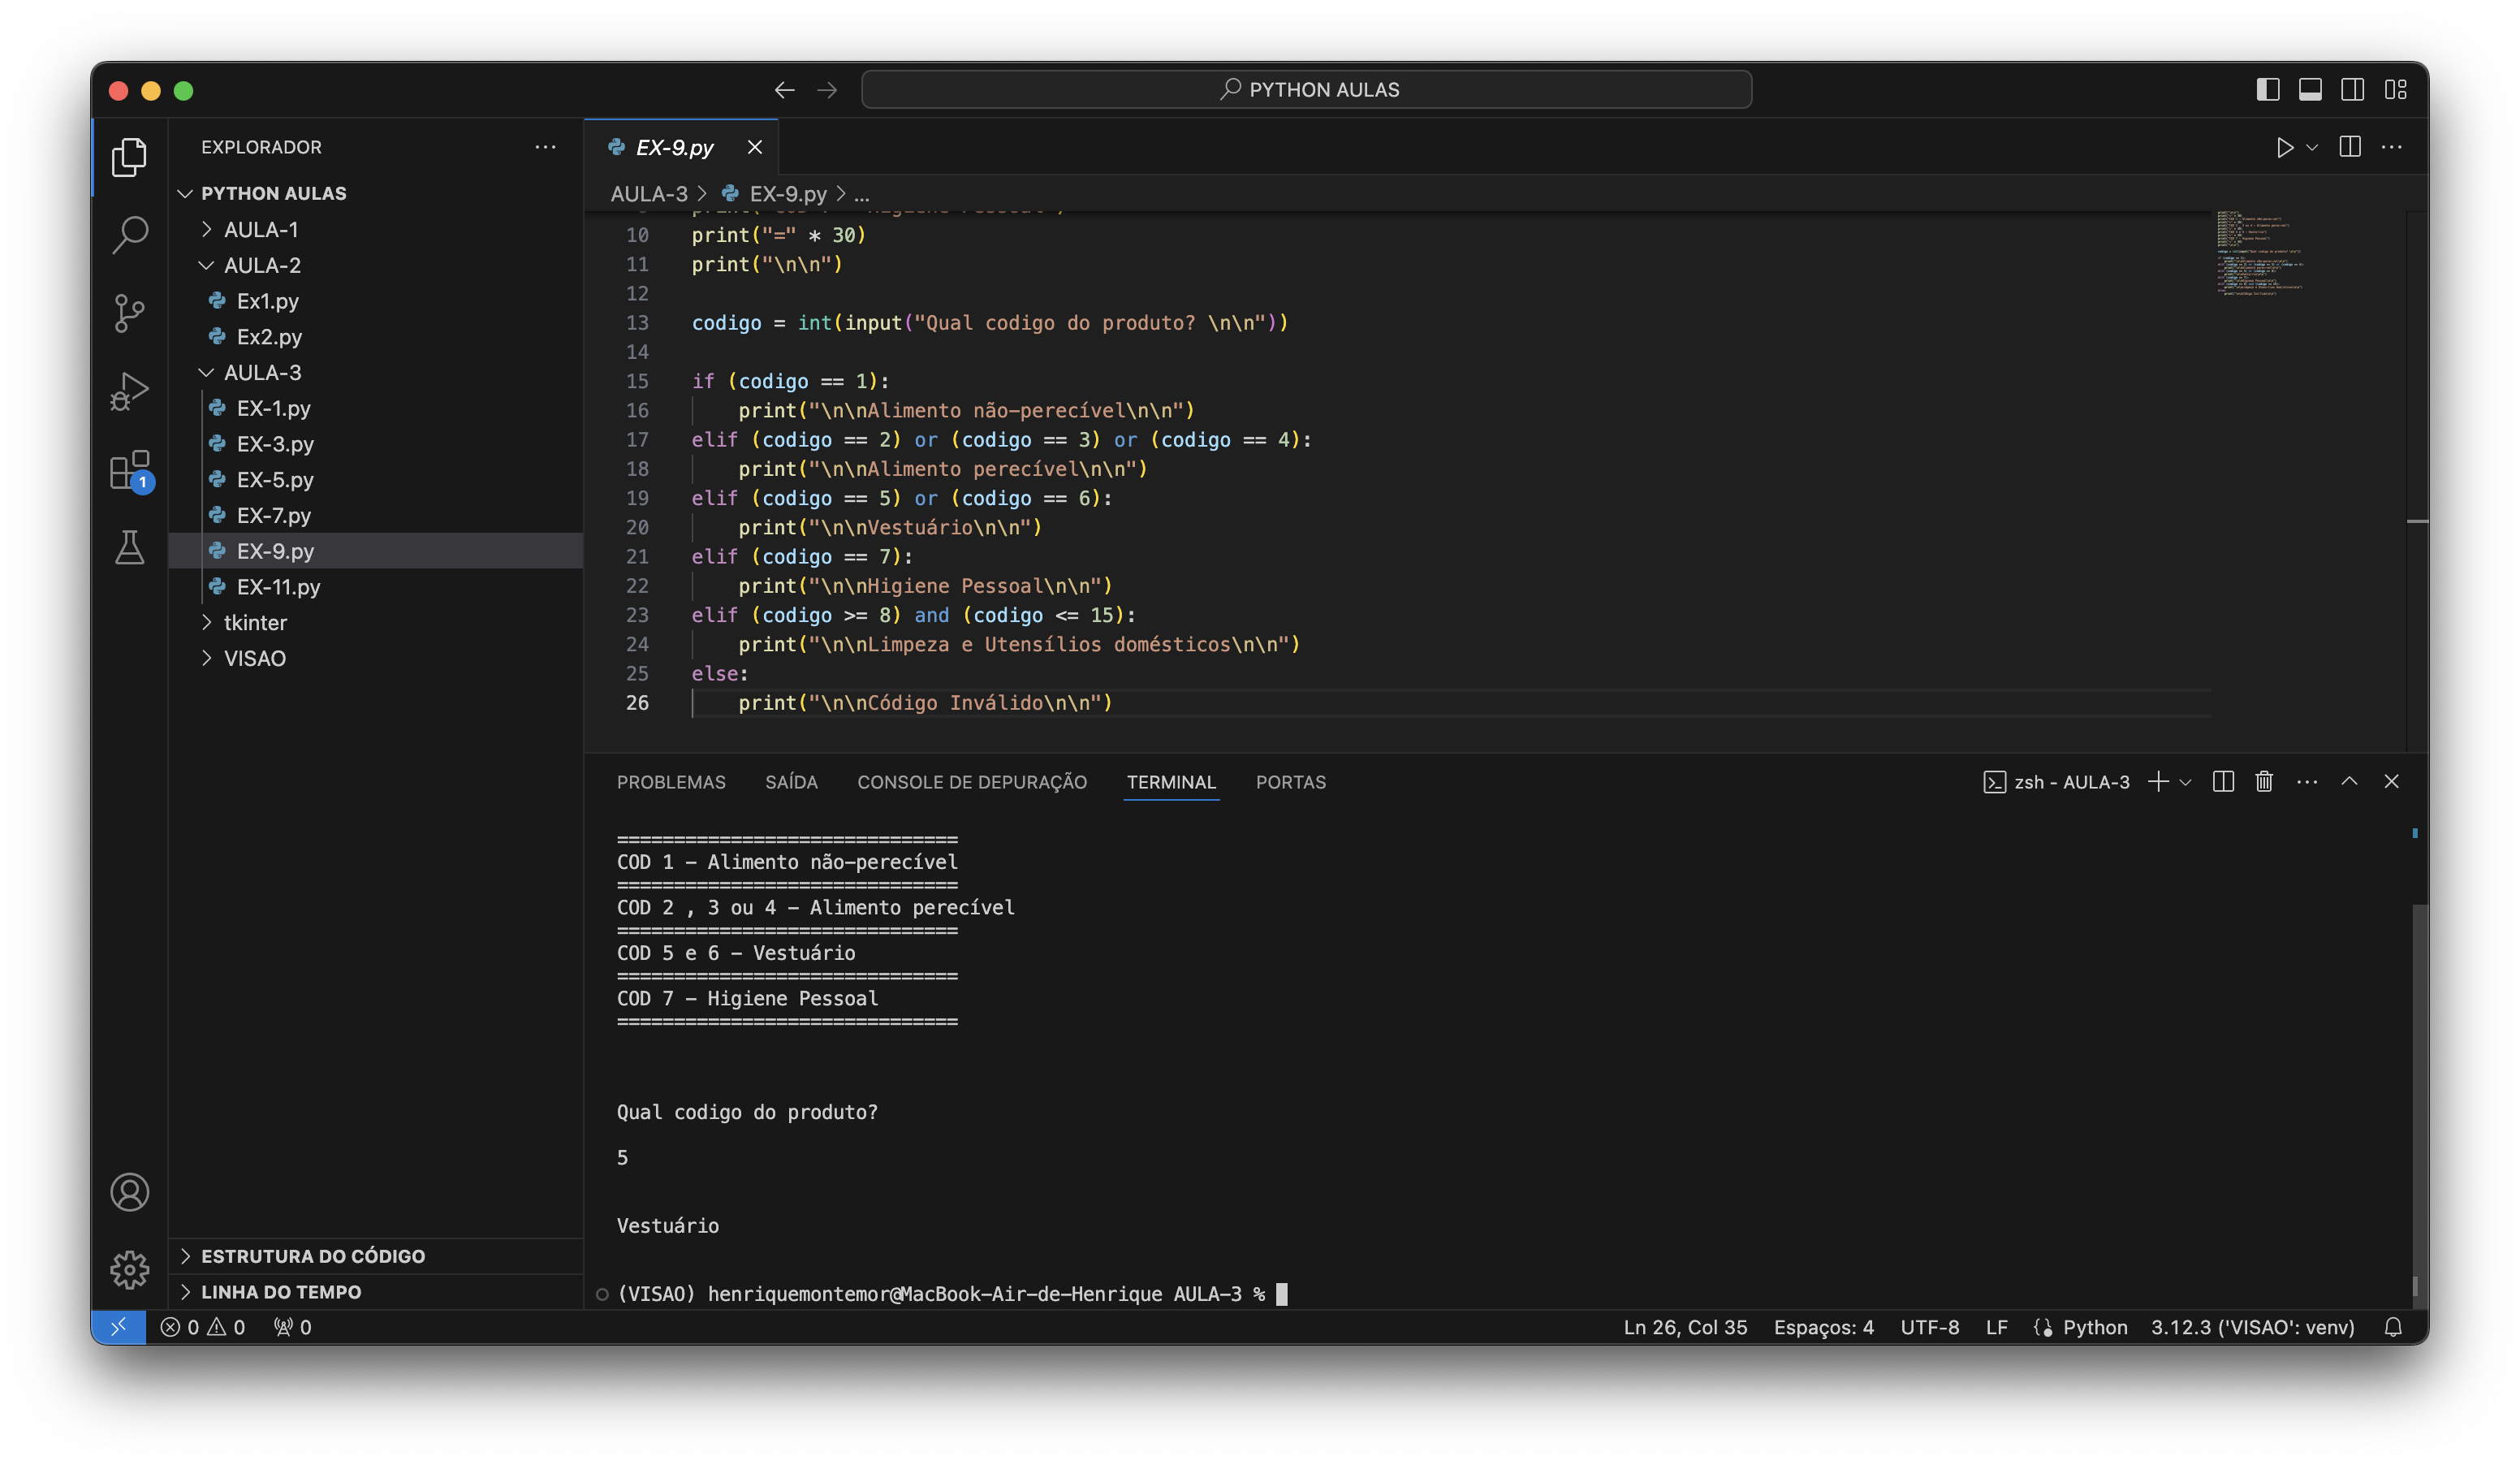 PYTHON AULAS
EXPLORADOR
PYTHON AULAS
AULA-1
AULA-2
Ex1.py
Ex2.py
AULA-3
EX-1.py
EX-3.py
EX-5.py
EX-7.py
EX-9.py
EX-11.py
tkinter
VISAO
1
ESTRUTURA DO CÓDIGO
LINHA DO TEMPO
EX-9.py
AULA-3 > EX-9.py > ...
10 print("=" * 30)
11 print("\n\n")
12
13 codigo = int(input("Qual codigo do produto? \n\n"))
14
15 if (codigo == 1):
16     print("\n\nAlimento não-perecível\n\n")
17 elif (codigo == 2) or (codigo == 3) or (codigo == 4):
18     print("\n\nAlimento perecível\n\n")
19 elif (codigo == 5) or (codigo == 6):
20     print("\n\nVestuário\n\n")
21 elif (codigo == 7):
22     print("\n\nHigiene Pessoal\n\n")
23 elif (codigo >= 8) and (codigo <= 15):
24     print("\n\nLimpeza e Utensílios domésticos\n\n")
25 else:
26     print("\n\nCódigo Inválido\n\n")
PROBLEMAS SAÍDA CONSOLE DE DEPURAÇÃO TERMINAL PORTAS zsh - AULA-3
==============================
COD 1 - Alimento não-perecível
==============================
COD 2 , 3 ou 4 - Alimento perecível
==============================
COD 5 e 6 - Vestuário
==============================
COD 7 - Higiene Pessoal
==============================
Qual codigo do produto?
5
Vestuário
(VISAO) henriquemontemor@MacBook-Air-de-Henrique AULA-3 %
0 0 0 Ln 26, Col 35 Espaços: 4 UTF-8 LF Python 3.12.3 ('VISAO': venv)